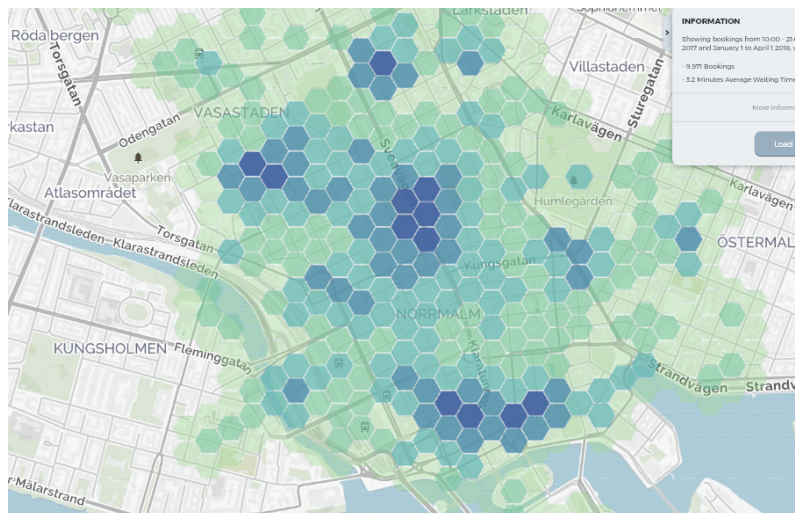 Larkstaden
Sophiahemmet
Röda bergen
Torsgatan
Villastaden
Sturegatan
INFORMATION
Showing bookings from 10:00 -
2017 and January 1 to April 1 2018,
- 9,971 Bookings
- 3.2 Minutes Average Waiting Time
More Informa
Load
VASASTADEN
Odengatan
Karlavägen
rkastan
Vasaparken
Sveavägen
Karlavägen
Atlasområdet
Humlegården
Klarastrandsleden
Klarastrandsleden
Torsgatan
ÖSTERMAL
Kungsgatan
NORRMALM
KUNGSHOLMEN
Fleminggatan
Strandvägen
Strandv
r Mälarstrand